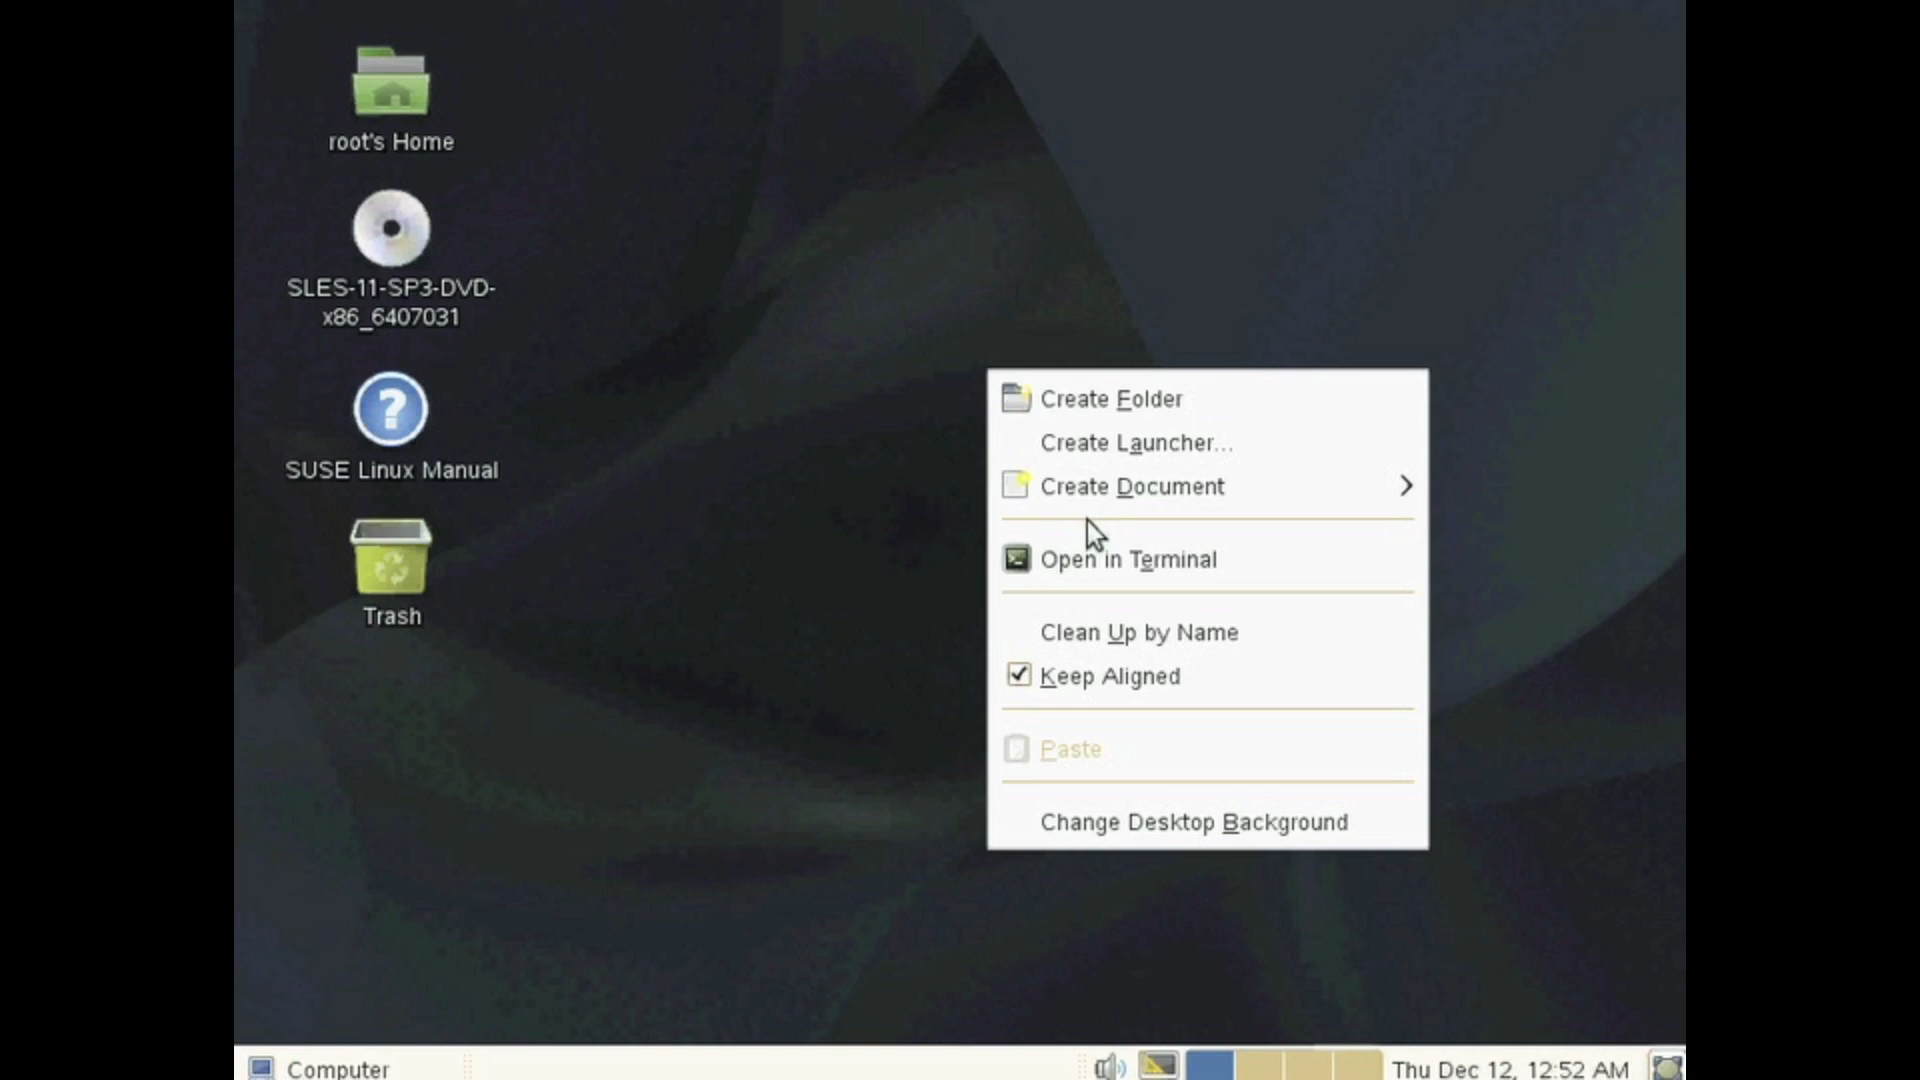 root's Home
SLES-11-SP3-DVD-
x86_6407031
SUSE Linux Manual
Trash
Create Folder
Create Launcher...
Create Document
Open in Terminal
Clean Up by Name
Keep Aligned
Paste
Change Desktop Background
Computer
Thu Dec 12, 12:52 AM